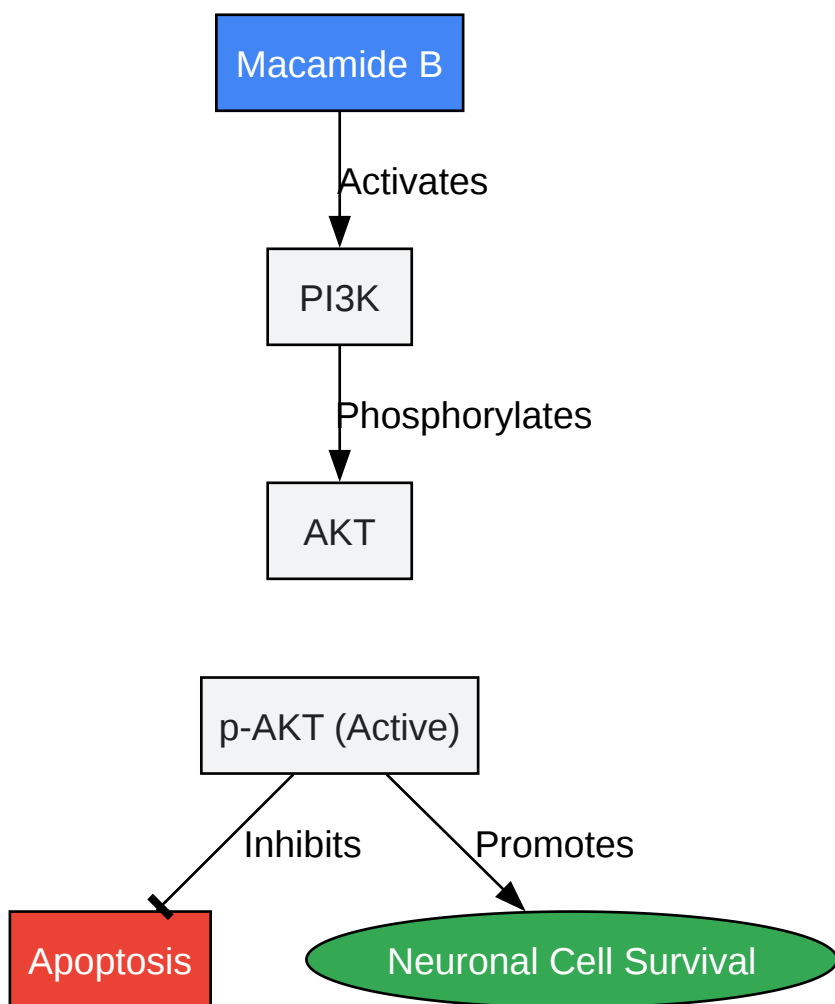 Macamide B
Activates
PI3K
Phosphorylates
AKT
p-AKT (Active)
Inhibits
Promotes
Apoptosis
Neuronal Cell Survival